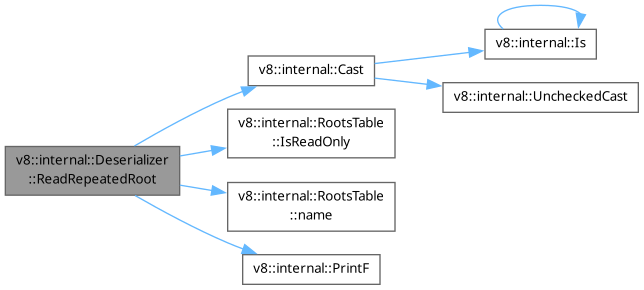 v8::internal::Is
v8::internal::Cast
v8::internal::UncheckedCast
v8::internal::RootsTable
::IsReadOnly
v8::internal::Deserializer
::ReadRepeatedRoot
v8::internal::RootsTable
::name
v8::internal::PrintF